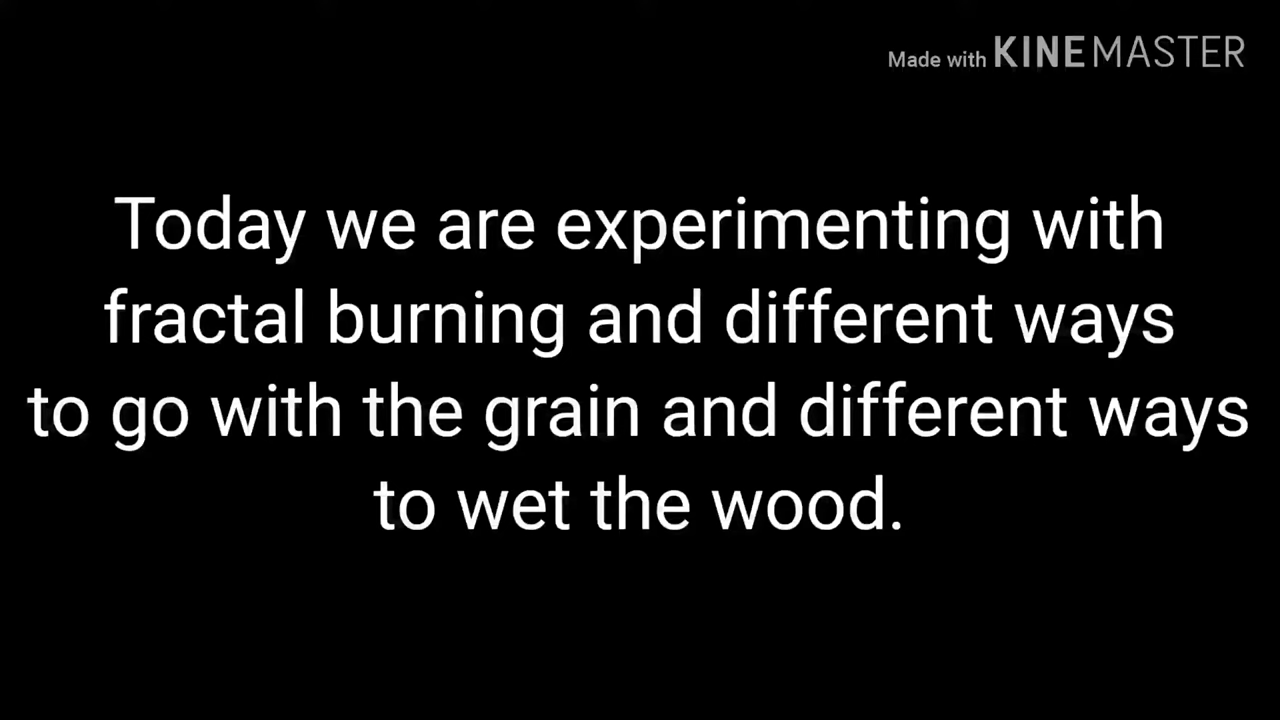 Made with KINEMASTER
Today we are experimenting with
fractal burning and different ways
to go with the grain and different ways
to wet the wood.